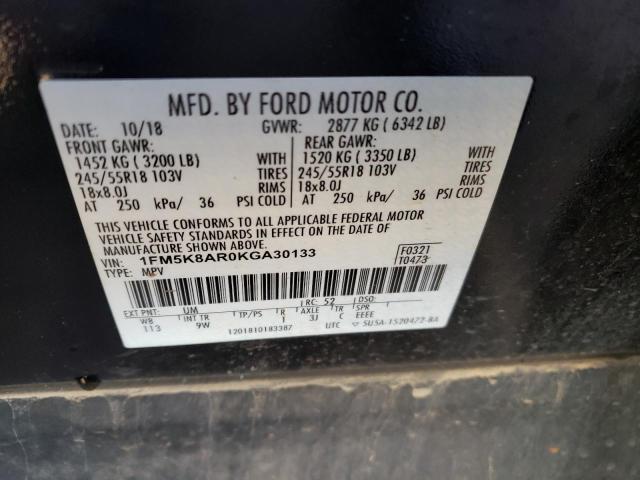 MFD. BY FORD MOTOR CO.
DATE: 10/18 GVWR: 2877 KG ( 6342 LB)
FRONT GAWR: REAR GAWR:
1452 KG ( 3200 LB) WITH 1520 KG ( 3350 LB) WITH
245/55R18 103V TIRES 245/55R18 103V TIRES
18x8.0J RIMS 18x8.0J RIMS
AT 250 kPa/ 36 PSI COLD AT 250 kPa/ 36 PSI COLD
THIS VEHICLE CONFORMS TO ALL APPLICABLE FEDERAL MOTOR
VEHICLE SAFETY STANDARDS IN EFFECT ON THE DATE OF
MANUFACTURE SHOWN ABOVE.
VIN: 1FM5K8AR0KGA30133 F0321
TYPE: MPV T0473
EXT PNT: UM RC: 52 DSO:
WB INT TR TP/PS R AXLE TR SPR
113 9W 1 3J C EEEE
1201810183387 UTC 5U5A-1520472-BA